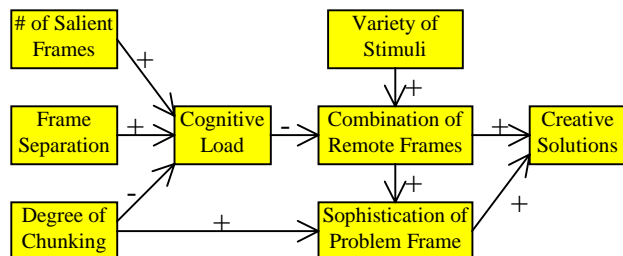 # of Salient
Frames
Variety of
Stimuli
+
+
Frame
Separation
+
Cognitive
Load
-
Combination of
Remote Frames
+
Creative
Solutions
-
+
Degree of
Chunking
+
Sophistication of
Problem Frame
+